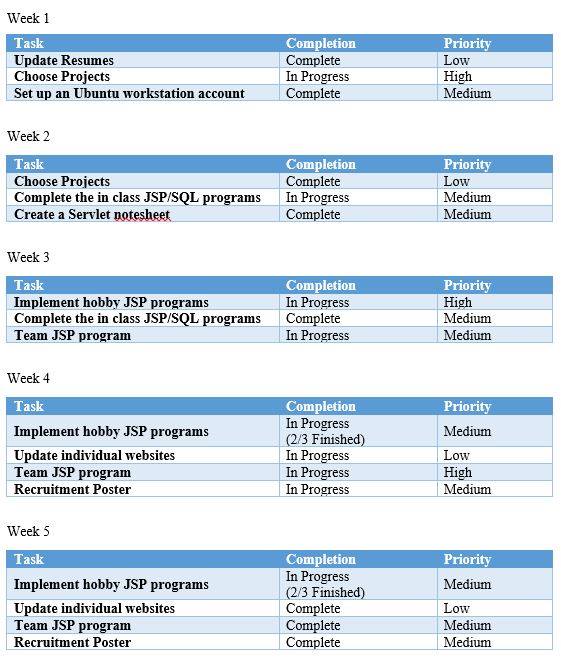 Week 1
Task Completion Priority
Update Resumes Complete Low
Choose Projects In Progress High
Set up an Ubuntu workstation account Complete Medium
Week 2
Task Completion Priority
Choose Projects Complete Low
Complete the in class JSP/SQL programs In Progress Medium
Create a Servlet notesheet Complete Medium
Week 3
Task Completion Priority
Implement hobby JSP programs In Progress High
Complete the in class JSP/SQL programs Complete Medium
Team JSP program In Progress Medium
Week 4
Task Completion Priority
Implement hobby JSP programs In Progress Medium
(2/3 Finished)
Update individual websites In Progress Low
Team JSP program In Progress High
Recruitment Poster In Progress Medium
Week 5
Task Completion Priority
Implement hobby JSP programs In Progress Medium
(2/3 Finished)
Update individual websites Complete Low
Team JSP program Complete Medium
Recruitment Poster Complete Medium